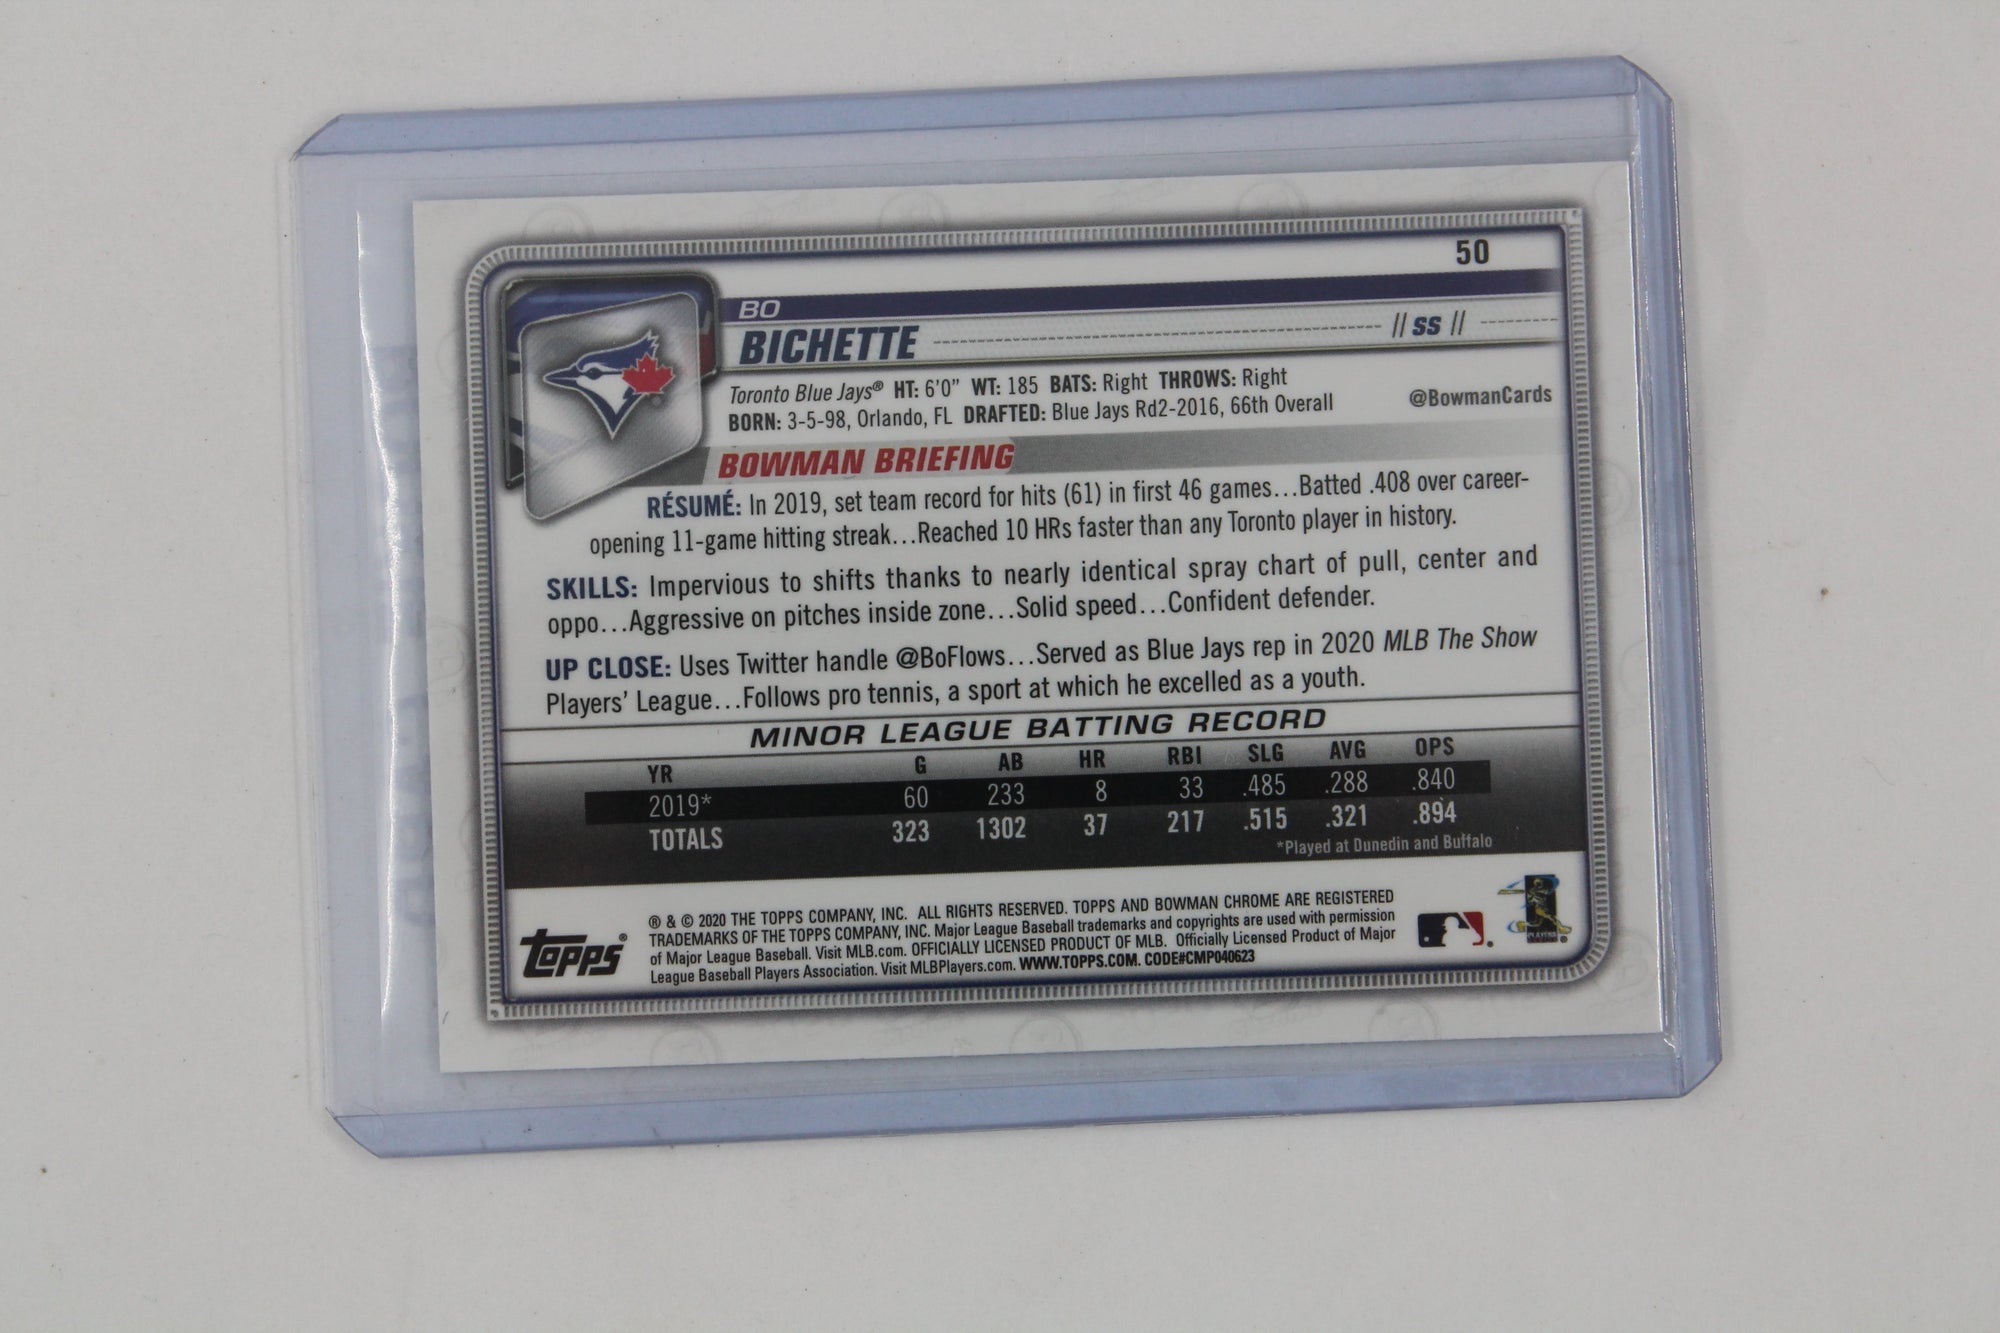 50
BO
BICHETTE // SS //
Toronto Blue Jays® HT: 6'0" WT: 185 BATS: Right THROWS: Right
BORN: 3-5-98, Orlando, FL DRAFTED: Blue Jays Rd2-2016, 66th Overall
@BowmanCards
BOWMAN BRIEFING
RÉSUMÉ: In 2019, set team record for hits (61) in first 46 games...Batted .408 over career-
opening 11-game hitting streak...Reached 10 HRs faster than any Toronto player in history.
SKILLS: Impervious to shifts thanks to nearly identical spray chart of pull, center and
oppo...Aggressive on pitches inside zone...Solid speed...Confident defender.
UP CLOSE: Uses Twitter handle @BoFlows...Served as Blue Jays rep in 2020 MLB The Show
Players' League...Follows pro tennis, a sport at which he excelled as a youth.
MINOR LEAGUE BATTING RECORD
YR G AB HR RBI SLG AVG OPS
2019* 60 233 8 33 .485 .288 .840
TOTALS 323 1302 37 217 .515 .321 .894
*Played at Dunedin and Buffalo
topps®
® & © 2020 THE TOPPS COMPANY, INC. ALL RIGHTS RESERVED. TOPPS AND BOWMAN CHROME ARE REGISTERED
TRADEMARKS OF THE TOPPS COMPANY, INC. Major League Baseball trademarks and copyrights are used with permission
of Major League Baseball. Visit MLB.com. OFFICIALLY LICENSED PRODUCT OF MLB. Officially Licensed Product of Major
League Baseball Players Association. Visit MLBPlayers.com. WWW.TOPPS.COM. CODE#CMP040623